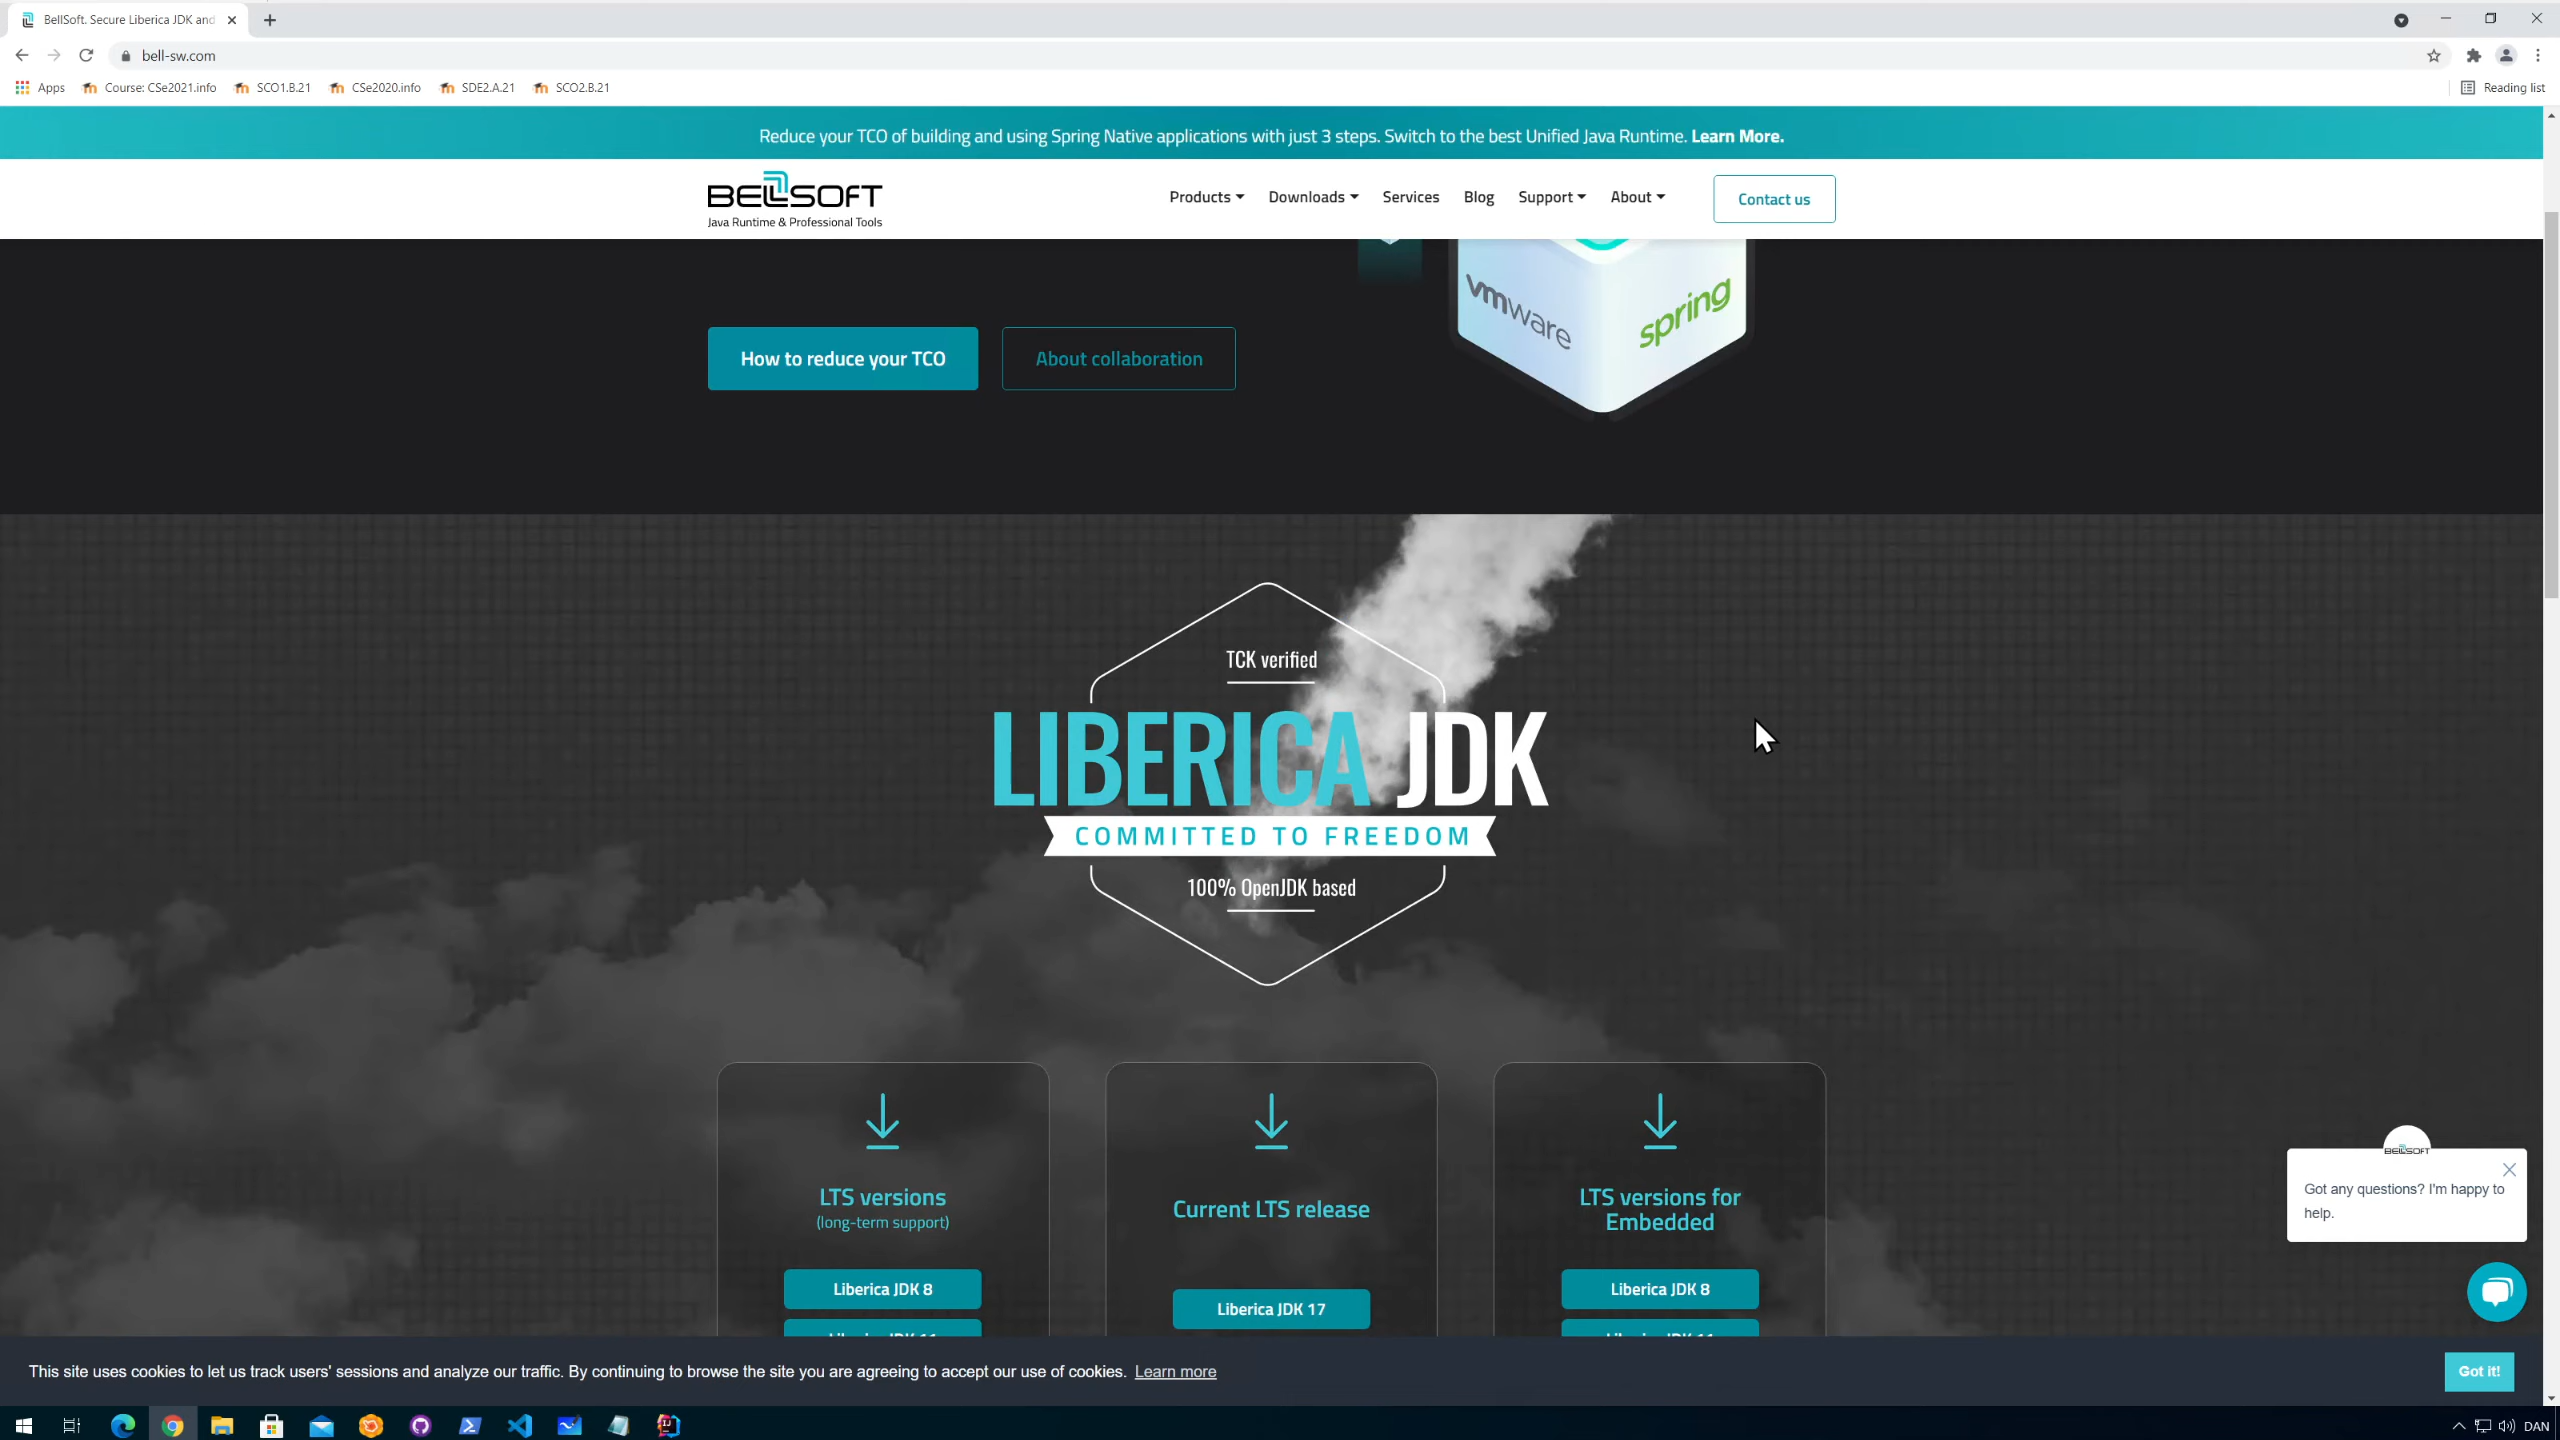 BellSoft. Secure Liberica JDK and
bell-sw.com
Apps
Course: CSe2021.info
SCO1.B.21
CSe2020.info
SDE2.A.21
SCO2.B.21
Reading list
Reduce your TCO of building and using Spring Native applications with just 3 steps. Switch to the best Unified Java Runtime. Learn More.
BELLSOFT
Java Runtime & Professional Tools
Products
Downloads
Services
Blog
Support
About
Contact us
vmware
spring
How to reduce your TCO
About collaboration
TCK verified
LIBERICA JDK
COMMITTED TO FREEDOM
100% OpenJDK based
LTS versions
(long-term support)
Liberica JDK 8
Current LTS release
Liberica JDK 17
LTS versions for
Embedded
Liberica JDK 8
BELLSOFT
Got any questions? I'm happy to
help.
This site uses cookies to let us track users' sessions and analyze our traffic. By continuing to browse the site you are agreeing to accept our use of cookies. Learn more
Got it!
DAN